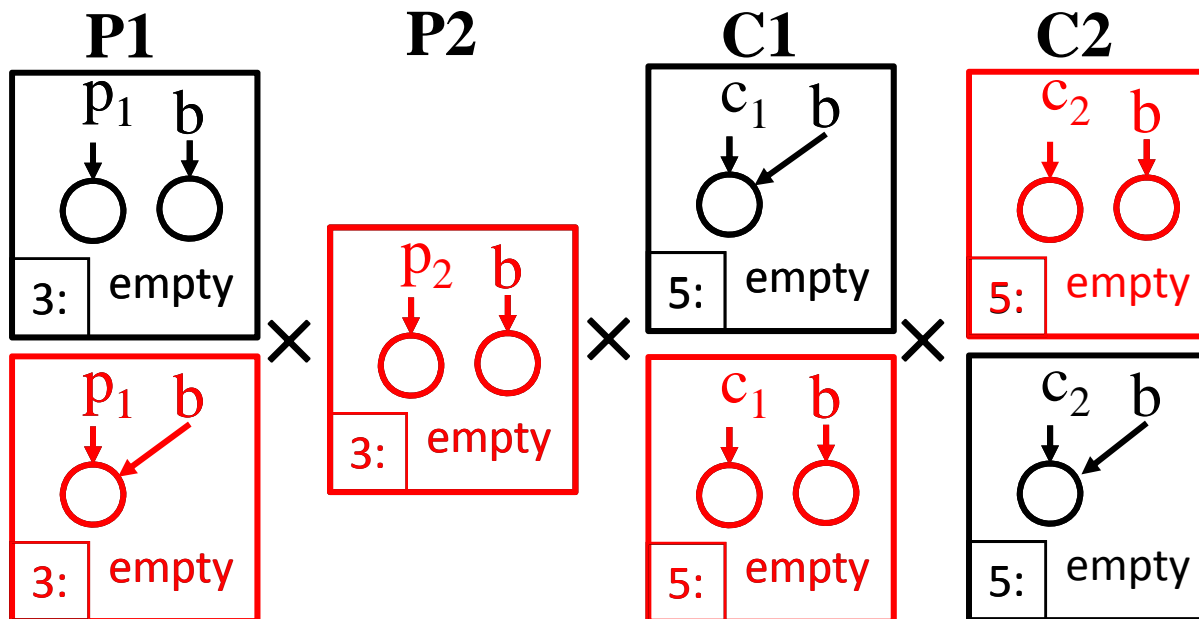 P1 P2 C1 C2
p₁ b
3: empty
p₁ b
3: empty
×
p₂ b
3: empty
×
c₁ b
5: empty
c₁ b
5: empty
×
c₂ b
5: empty
c₂ b
5: empty